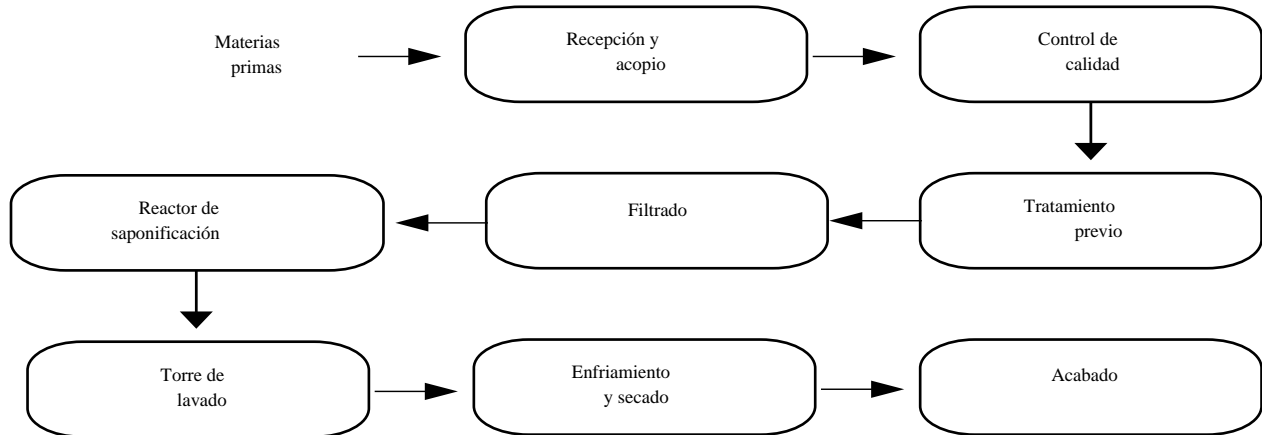 Materias
primas
Recepción y
acopio
Control de
calidad
Tratamiento
previo
Filtrado
Reactor de
saponificación
Torre de
lavado
Enfriamiento
y secado
Acabado